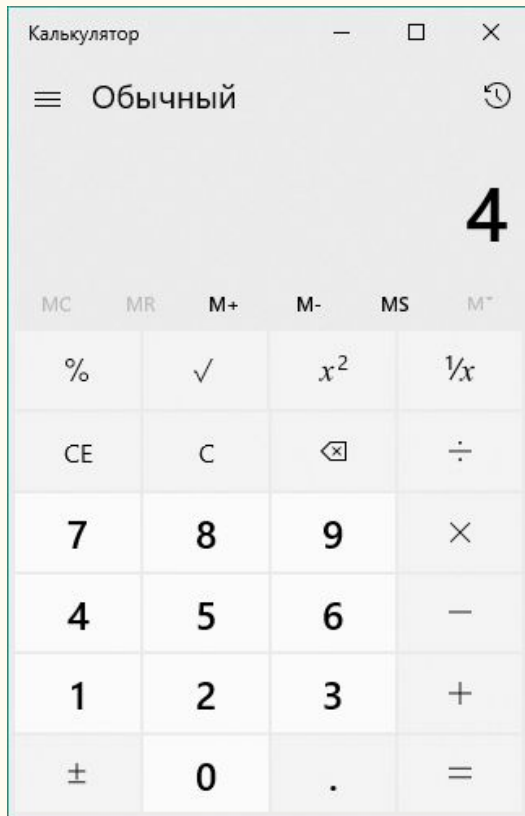 Калькулятор
Обычный
4
MC MR M+ M- MS M˅
% √ x² ¹/x
CE C ÷
7 8 9 ×
4 5 6 −
1 2 3 +
± 0 . =